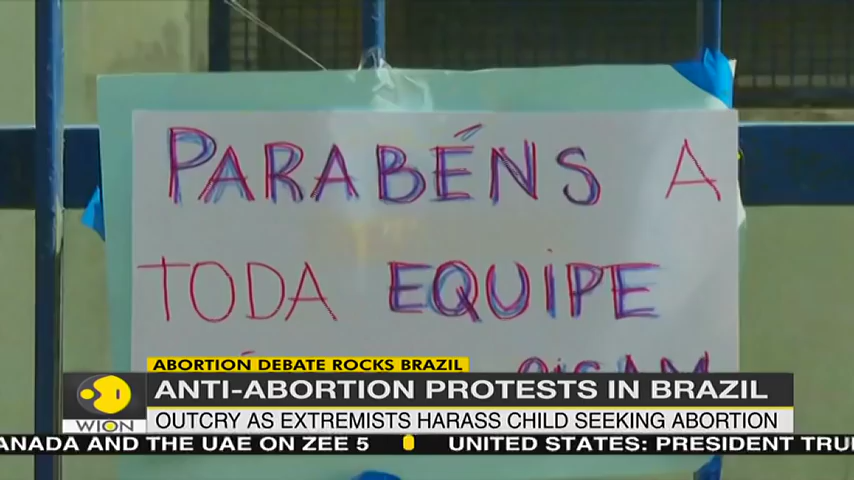 PARABÉNS A
TODA EQUIPE
ABORTION DEBATE ROCKS BRAZIL
ANTI-ABORTION PROTESTS IN BRAZIL
WION
OUTCRY AS EXTREMISTS HARASS CHILD SEEKING ABORTION
ANADA AND THE UAE ON ZEE 5 UNITED STATES: PRESIDENT TRU